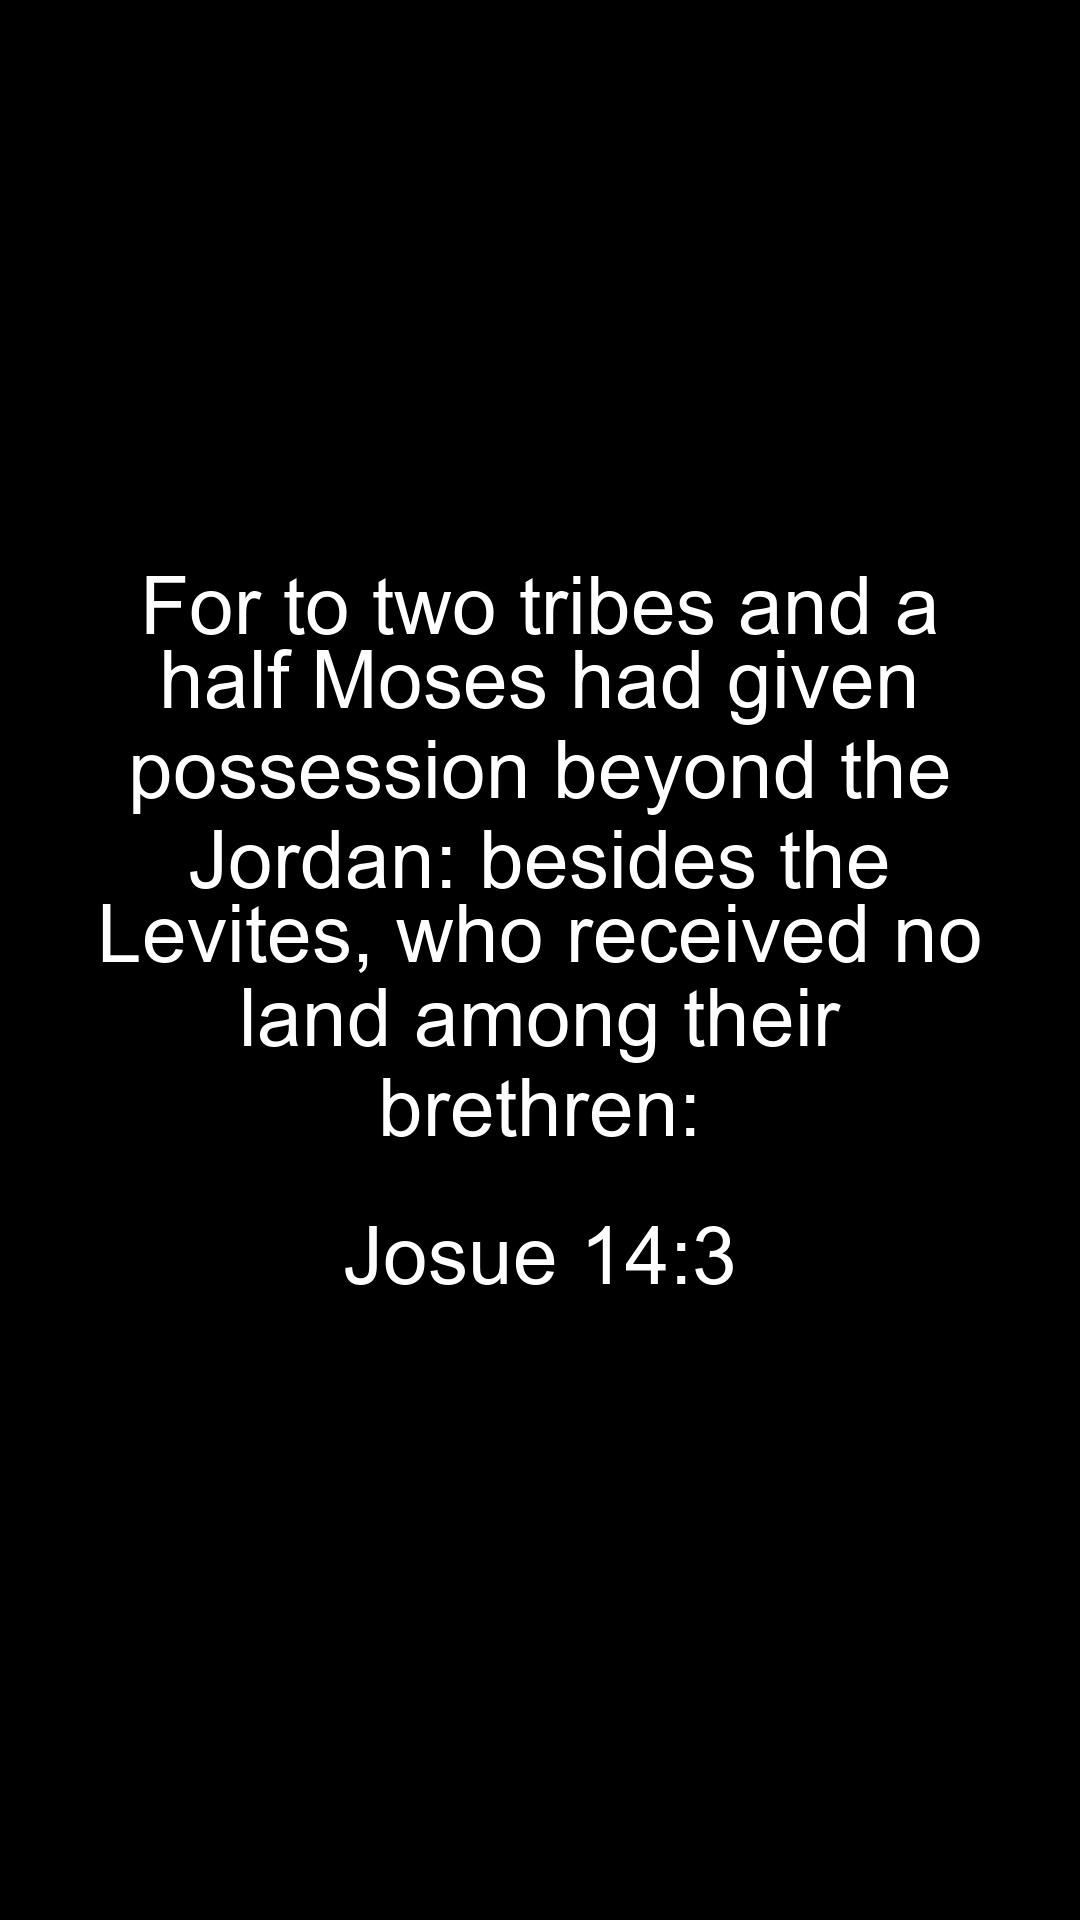 For to two tribes and a
half Moses had given
possession beyond the
Jordan: besides the
Levites, who received no
land among their
brethren:
Josue 14:3